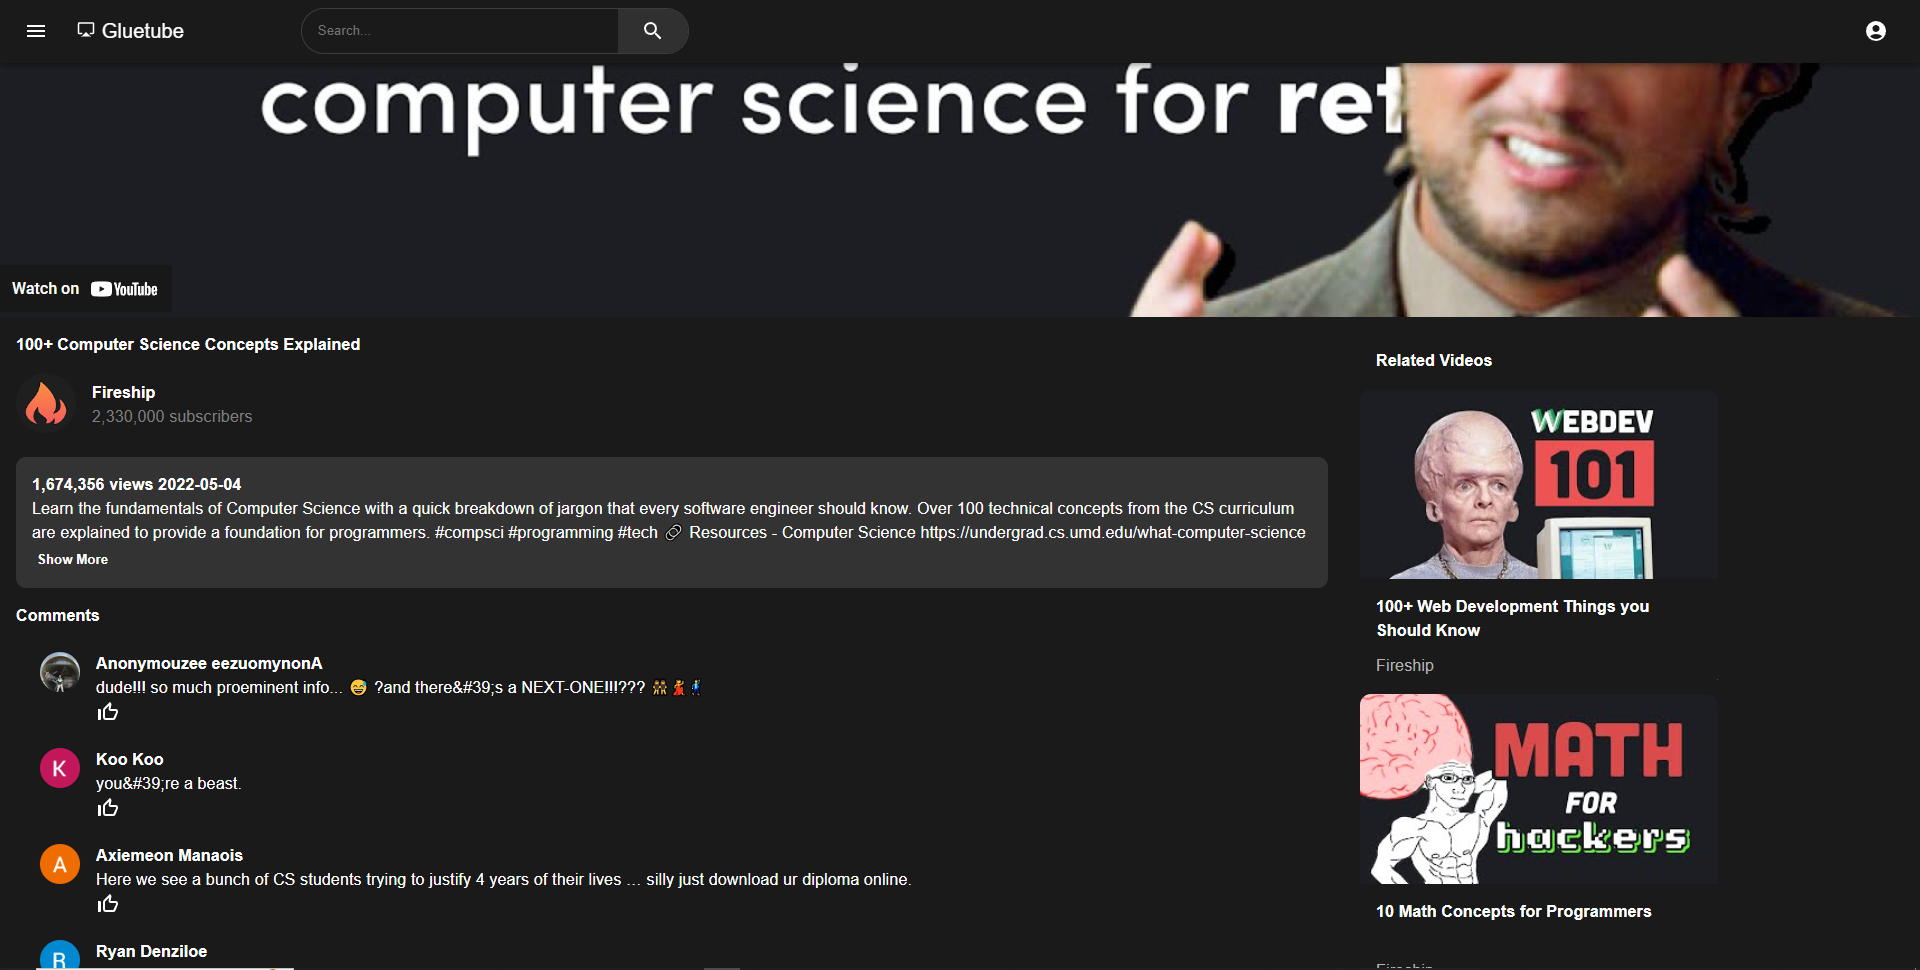 Gluetube
Search...
computer science for ret
Watch on YouTube
100+ Computer Science Concepts Explained
Fireship
2,330,000 subscribers
1,674,356 views 2022-05-04
Learn the fundamentals of Computer Science with a quick breakdown of jargon that every software engineer should know. Over 100 technical concepts from the CS curriculum
are explained to provide a foundation for programmers. #compsci #programming #tech 🔗 Resources - Computer Science https://undergrad.cs.umd.edu/what-computer-science
Show More
Comments
Anonymouzee eezuomynonA
dude!!! so much proeminent info... 😅 ?and there&#39;s a NEXT-ONE!!!???
K
Koo Koo
you&#39;re a beast.
A
Axiemeon Manaois
Here we see a bunch of CS students trying to justify 4 years of their lives … silly just download ur diploma online.
R
Ryan Denziloe
Related Videos
WEBDEV
101
100+ Web Development Things you
Should Know
Fireship
MATH
FOR
hackers
10 Math Concepts for Programmers
Fireship